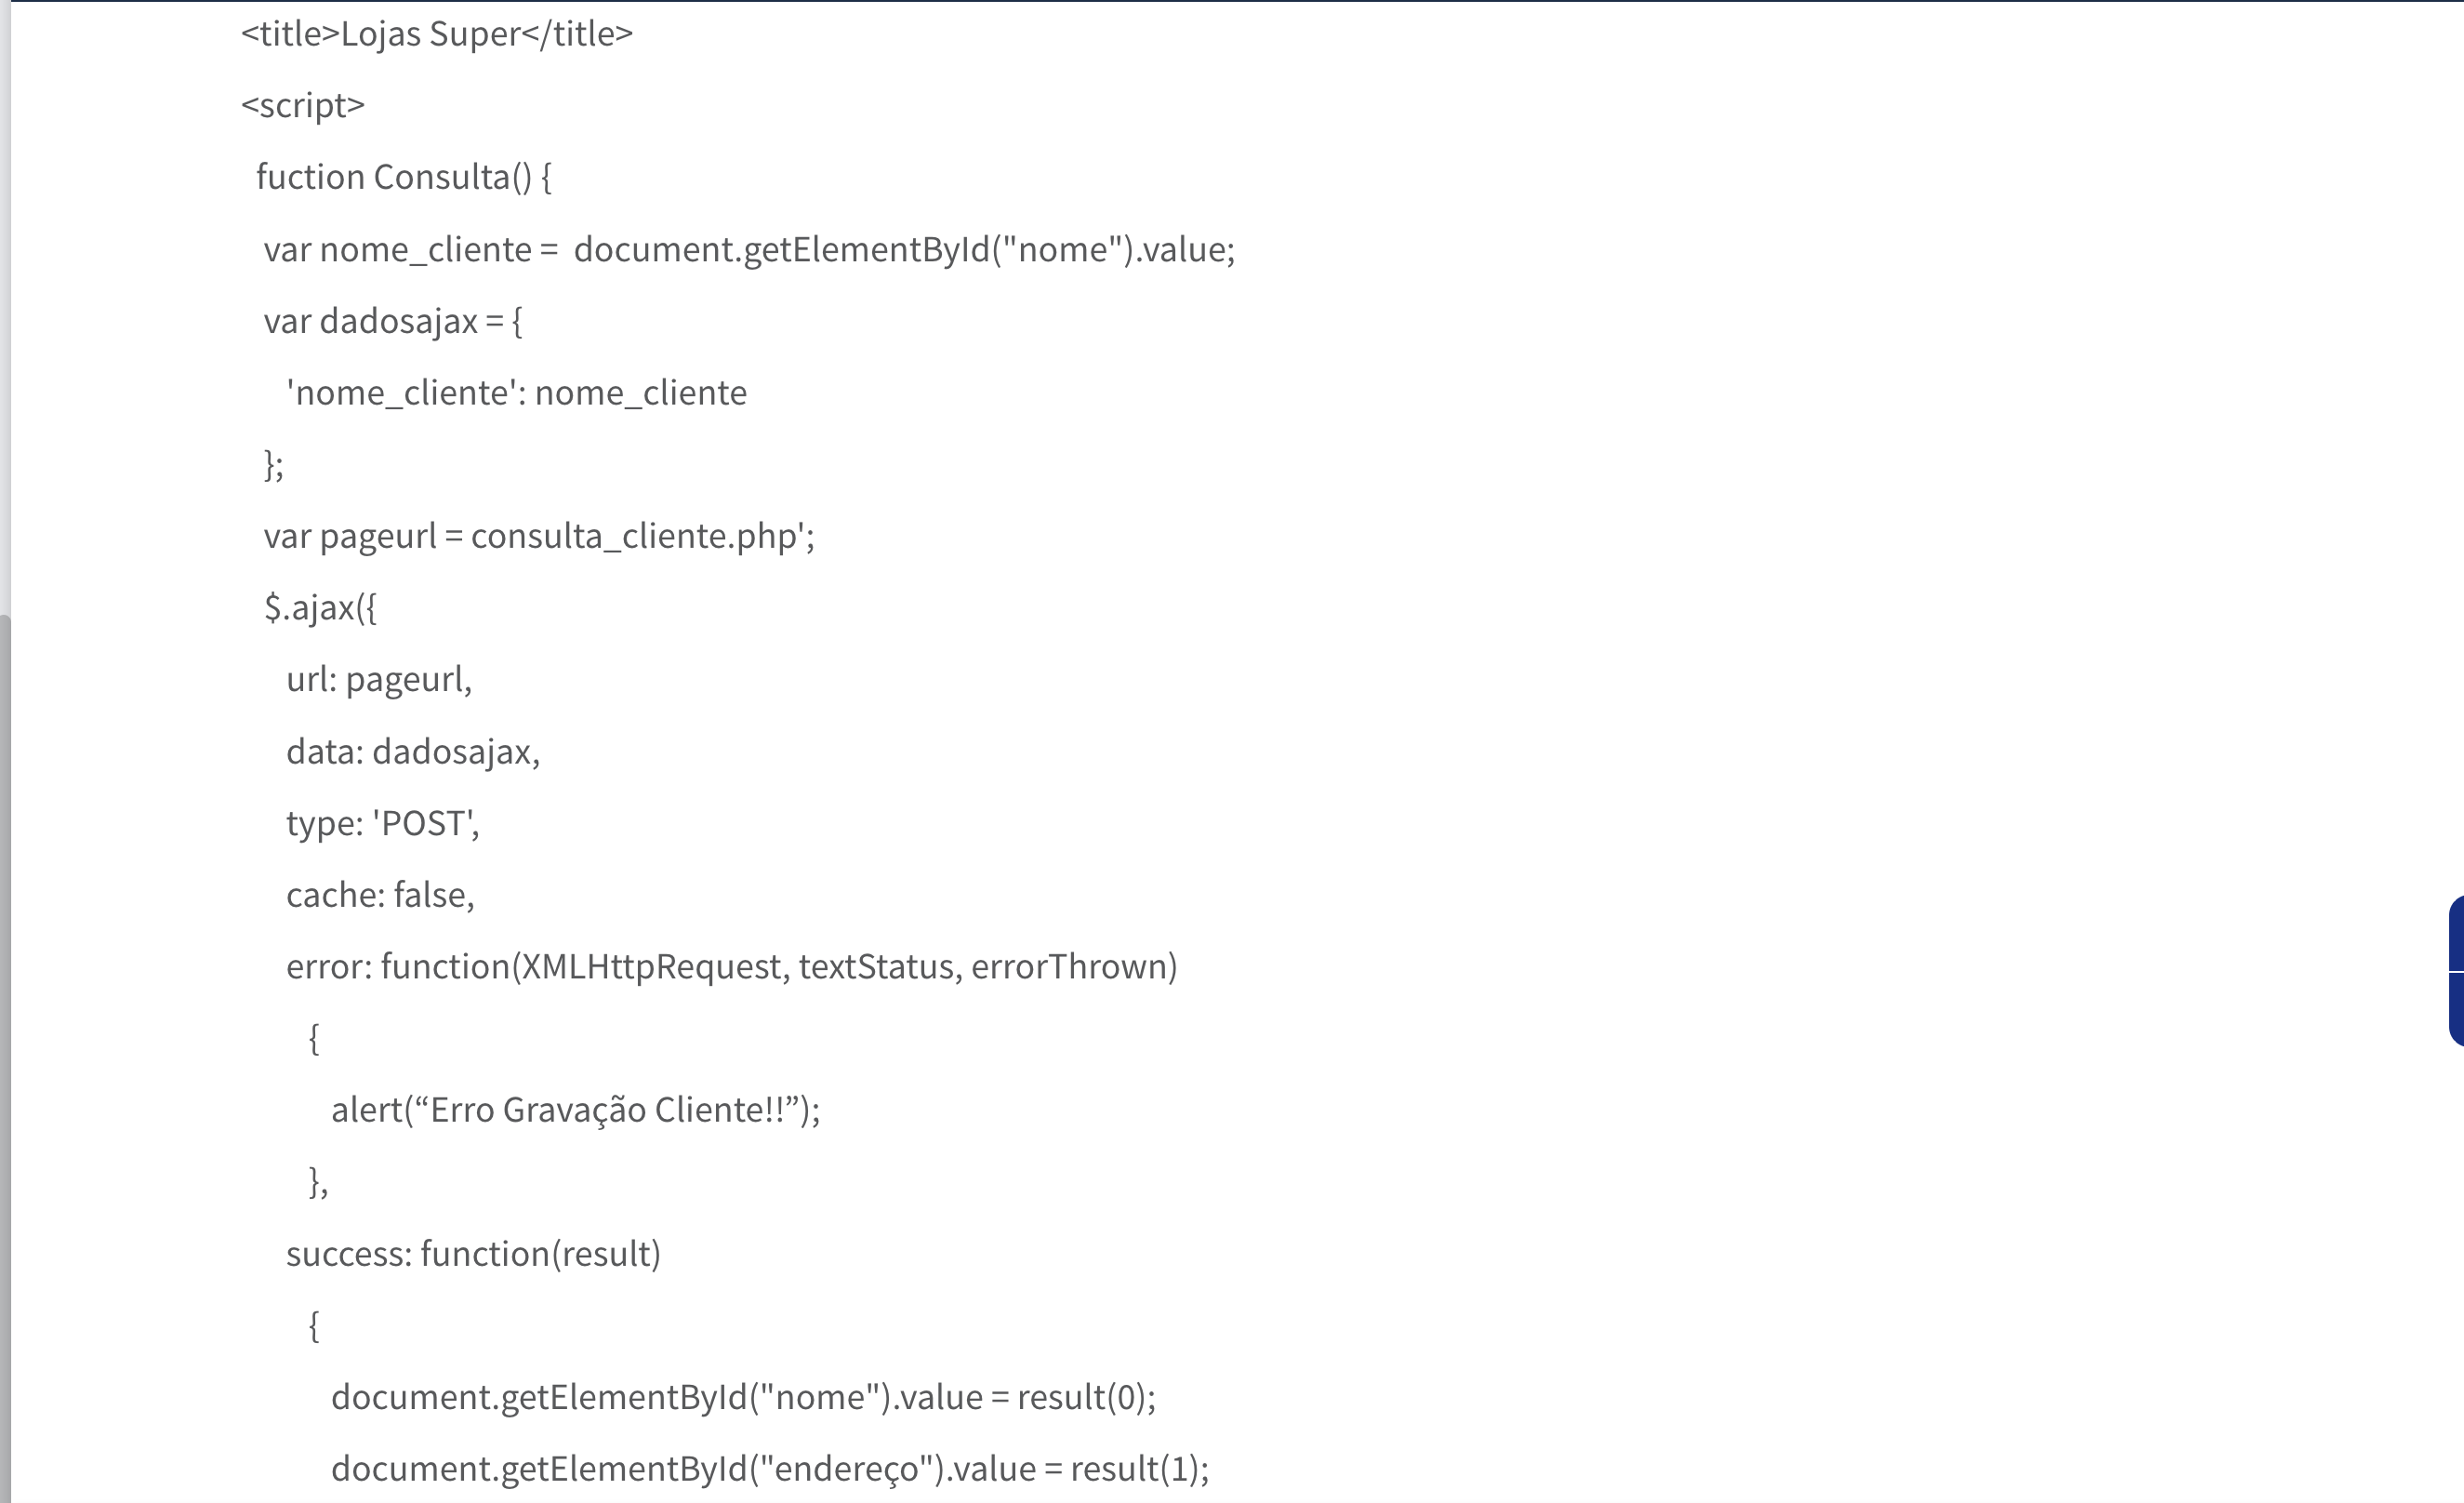 <title>Lojas Super</title>
<script>
fuction Consulta() {
var nome_cliente =  document.getElementById("nome").value;
var dadosajax = {
'nome_cliente': nome_cliente
};
var pageurl = consulta_cliente.php';
$.ajax({
url: pageurl,
data: dadosajax,
type: 'POST',
cache: false,
error: function(XMLHttpRequest, textStatus, errorThrown)
{
alert(“Erro Gravação Cliente!!”);
},
success: function(result)
{
document.getElementById("nome").value = result(0);
document.getElementById("endereço").value = result(1);